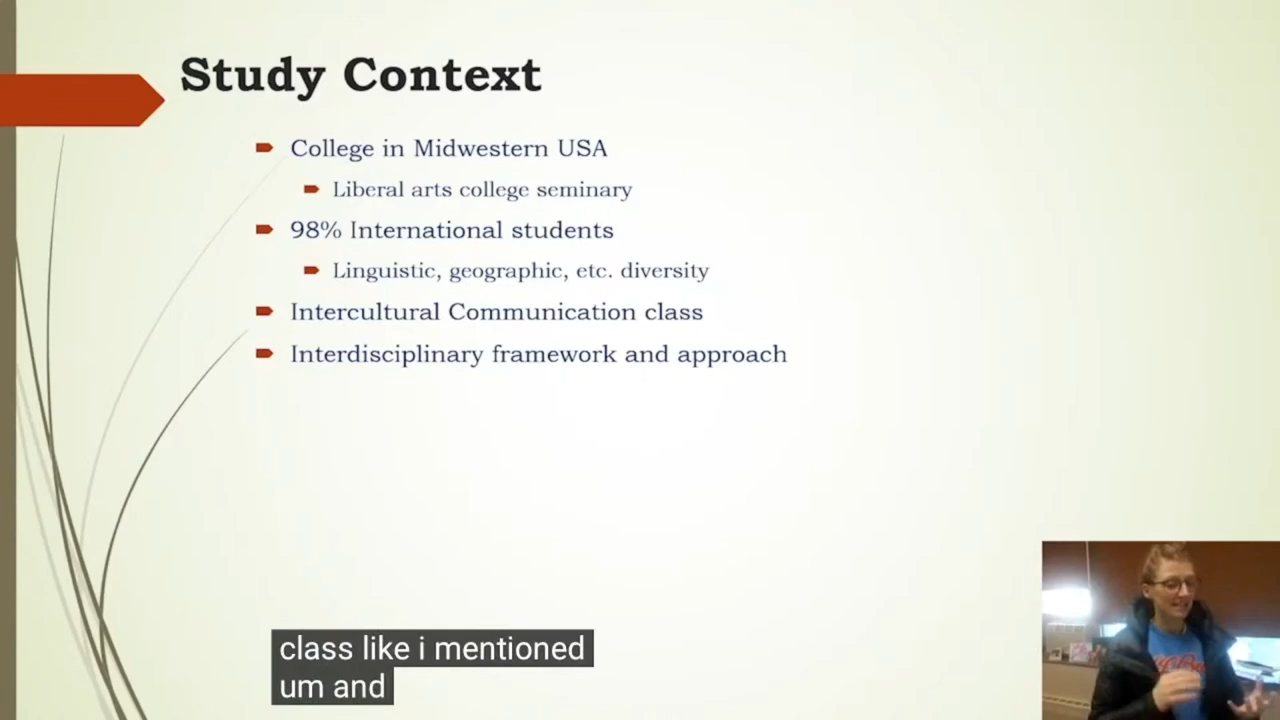 Study Context
College in Midwestern USA
Liberal arts college seminary
98% International students
Linguistic, geographic, etc. diversity
Intercultural Communication class
Interdisciplinary framework and approach
class like i mentioned
um and